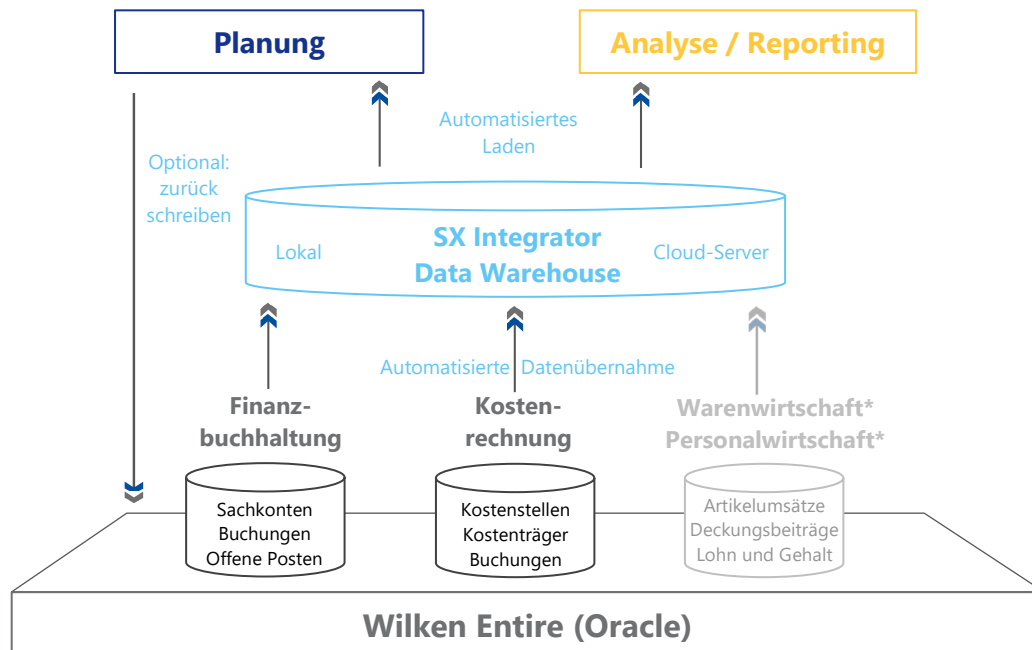 Planung
Analyse / Reporting
Automatisiertes
Laden
Optional:
zurück
schreiben
SX Integrator
Data Warehouse
Lokal
Cloud-Server
Automatisierte Datenübernahme
Finanz-
buchhaltung
Kosten-
rechnung
Warenwirtschaft*
Personalwirtschaft*
Sachkonten
Buchungen
Offene Posten
Kostenstellen
Kostenträger
Buchungen
Artikelumsätze
Deckungsbeiträge
Lohn und Gehalt
Wilken Entire (Oracle)